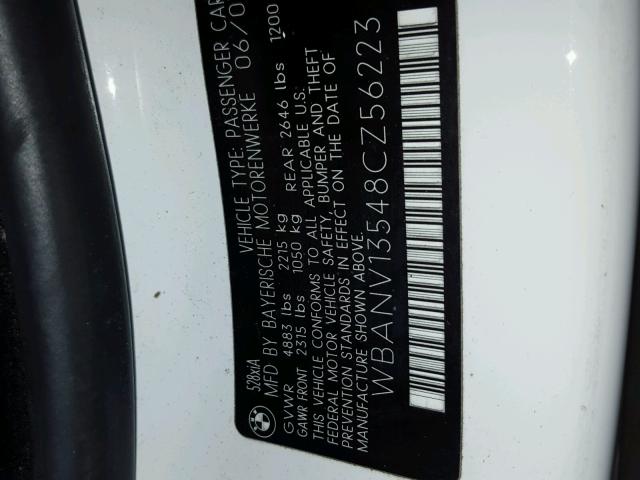 528xiA
VEHICLE TYPE: PASSENGER CAR
MFD BY BAYERISCHE MOTORENWERKE 06/0
GVWR 4883 lbs 2215 kg
GAWR FRONT 2315 lbs 1050 kg REAR 2646 lbs 1200
THIS VEHICLE CONFORMS TO ALL APPLICABLE U.S.
FEDERAL MOTOR VEHICLE SAFETY, BUMPER AND THEFT
PREVENTION STANDARDS IN EFFECT ON THE DATE OF
MANUFACTURE SHOWN ABOVE.
WBANV13548CZ56223